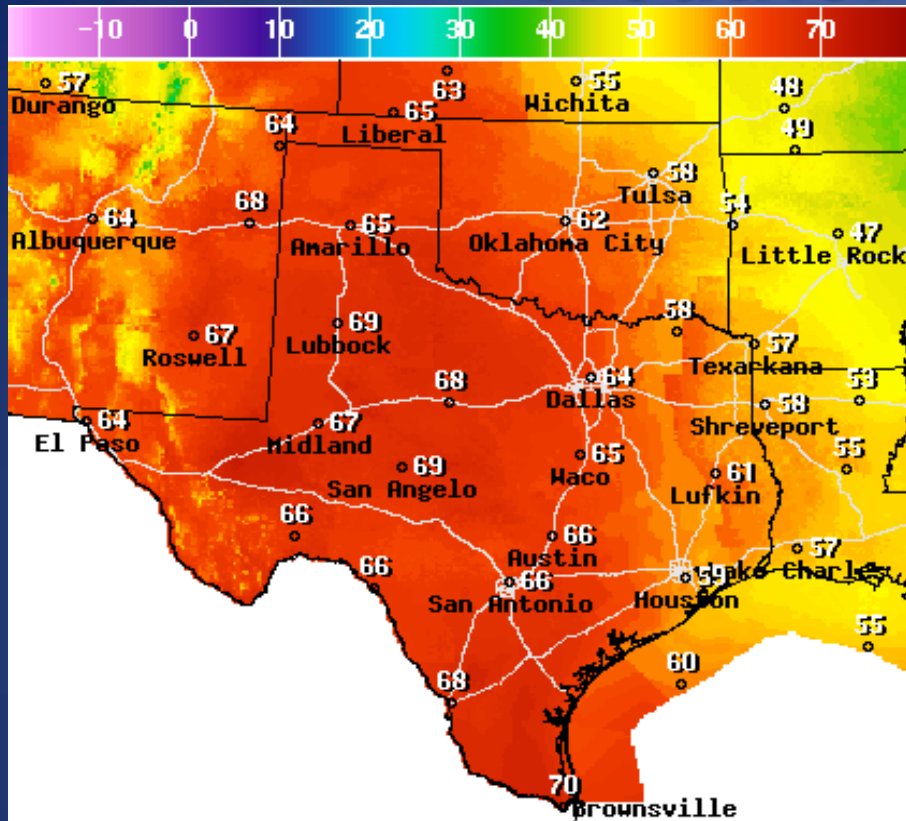 -10 0 10 20 30 40 50 60 70
57
Durango
63
55
Wichita
65
Liberal
48
49
64
58
Tulsa
64
Albuquerque
68
65
Amarillo
62
Oklahoma City
54
47
Little Rock
67
Roswell
69
Lubbock
58
57
Texarkana
64
Dallas
68
53
58
Shreveport
64
El Paso
67
Midland
69
San Angelo
65
Waco
61
Lufkin
55
66
66
Austin
57
Lake Charles
66
66
San Antonio
59
Houston
55
60
68
70
Brownsville